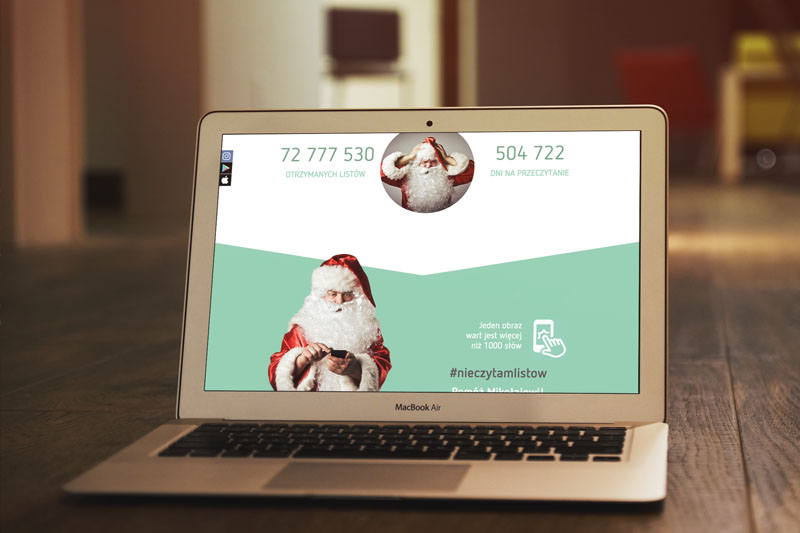 72 777 530
OTRZYMANYCH LISTÓW
504 722
DNI NA PRZECZYTANIE
Jeden obraz
wart jest więcej
niż 1000 słów
#nieczytamlistow
Pomóż Mikołajowi!
MacBook Air